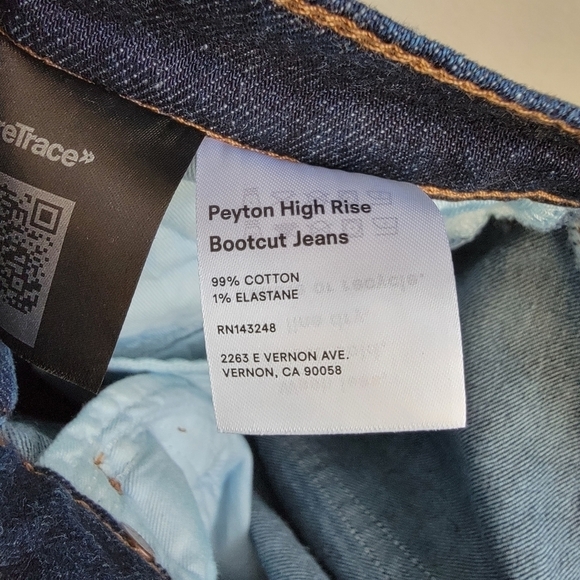 Peyton High Rise
Bootcut Jeans
99% COTTON
1% ELASTANE
RN143248
2263 E VERNON AVE,
VERNON, CA 90058